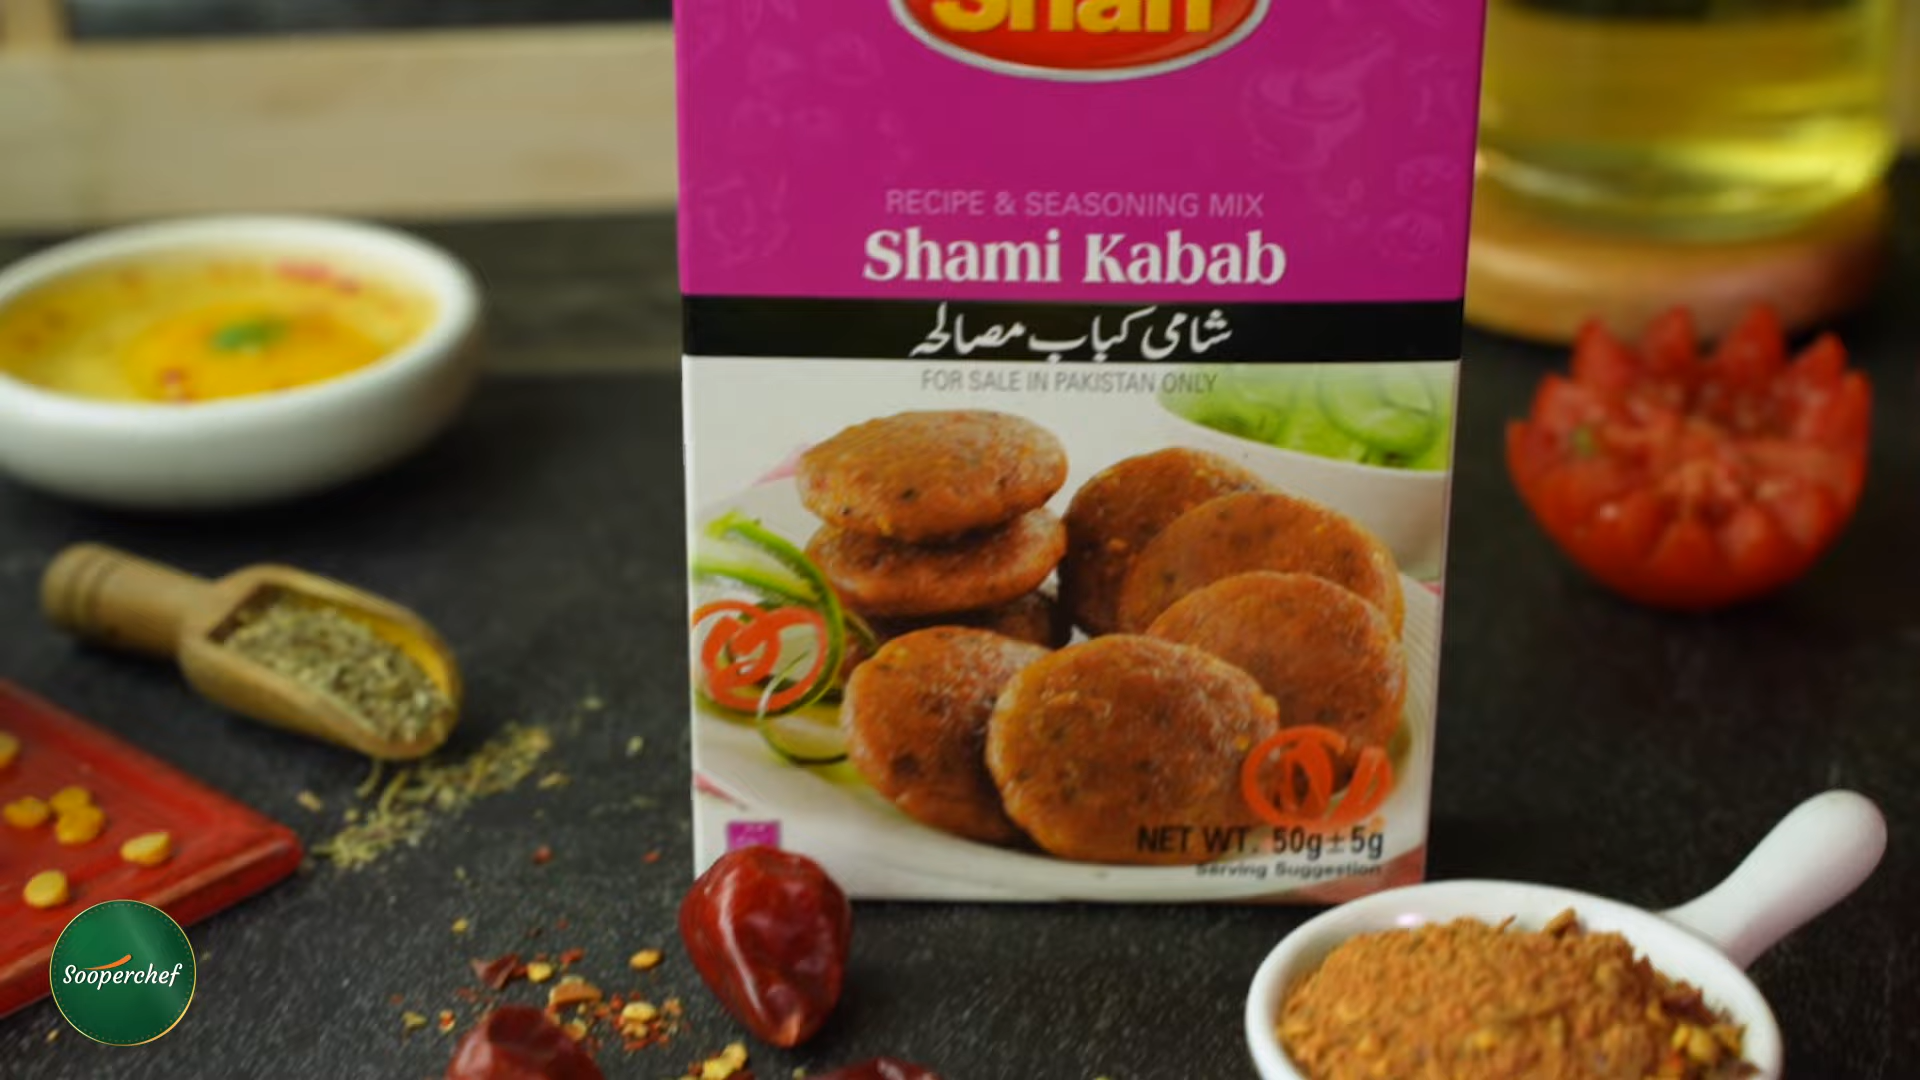 Shan
RECIPE & SEASONING MIX
Shami Kabab
شامی کباب مصالحہ
FOR SALE IN PAKISTAN ONLY
NET WT. 50g±5g
Serving Suggestion
Sooperchef